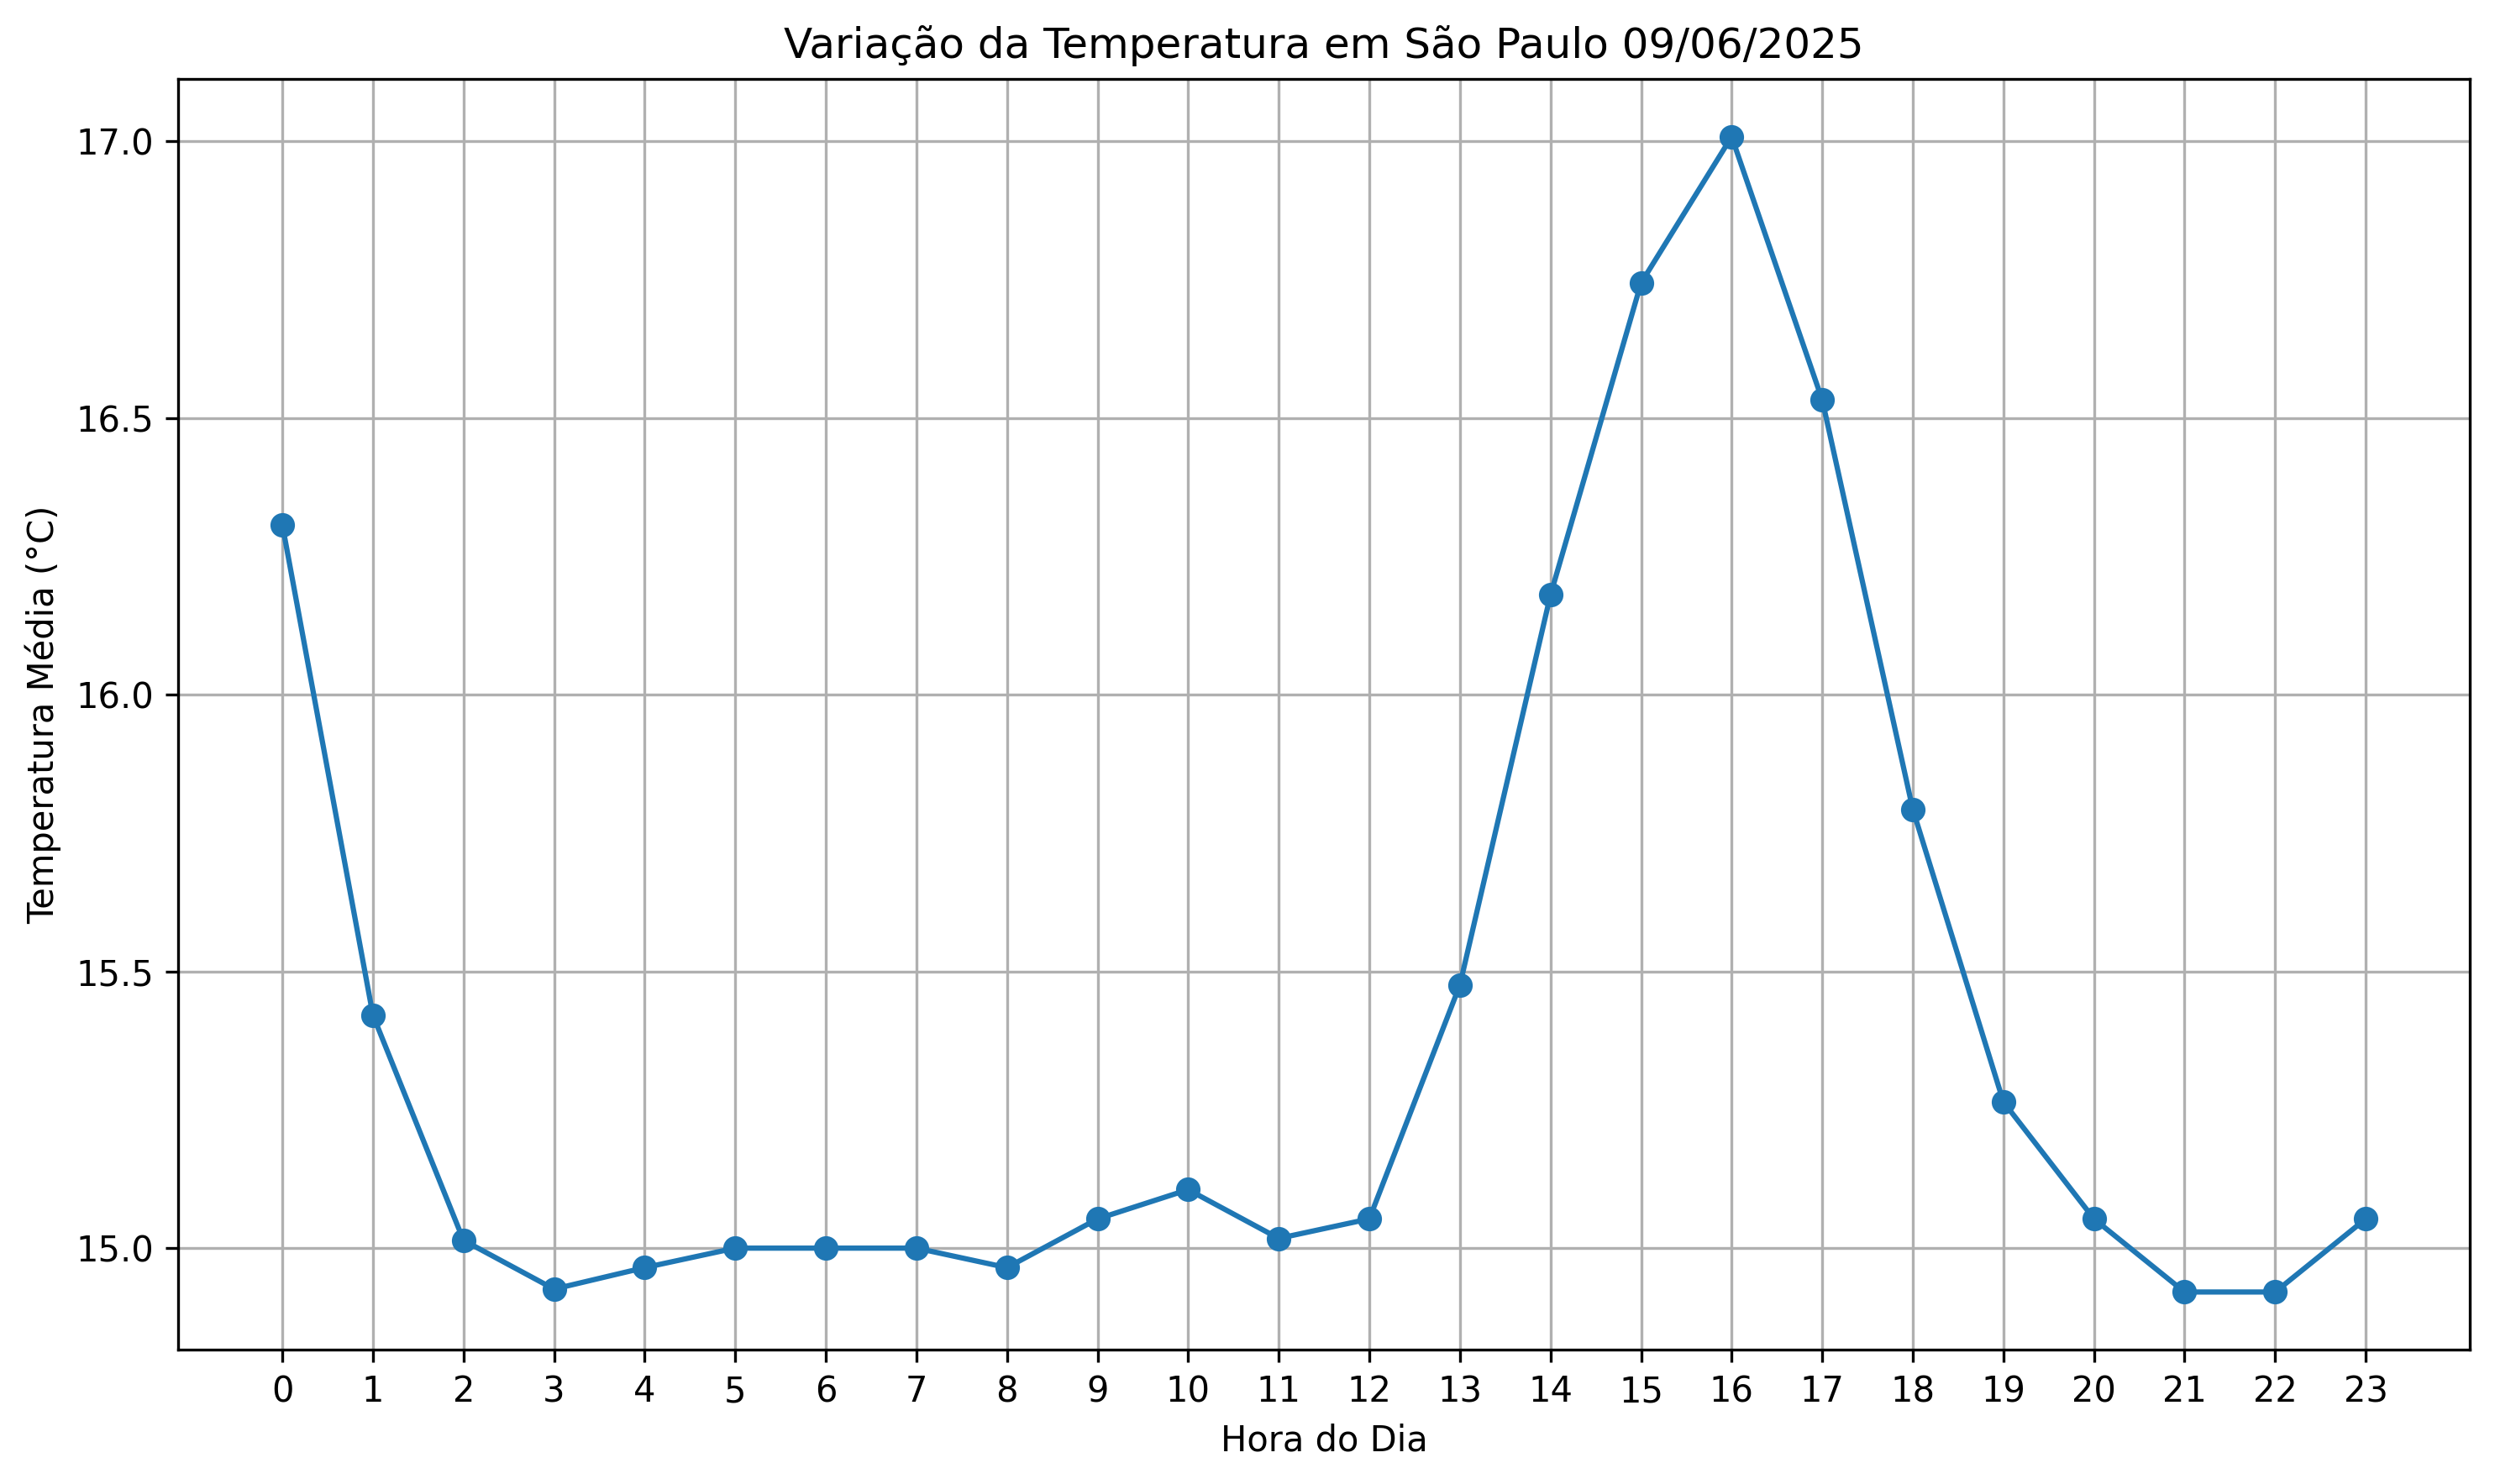 Variação da Temperatura em São Paulo 09/06/2025
Temperatura Média (°C)
17.0
16.5
16.0
15.5
15.0
0 1 2 3 4 5 6 7 8 9 10 11 12 13 14 15 16 17 18 19 20 21 22 23
Hora do Dia